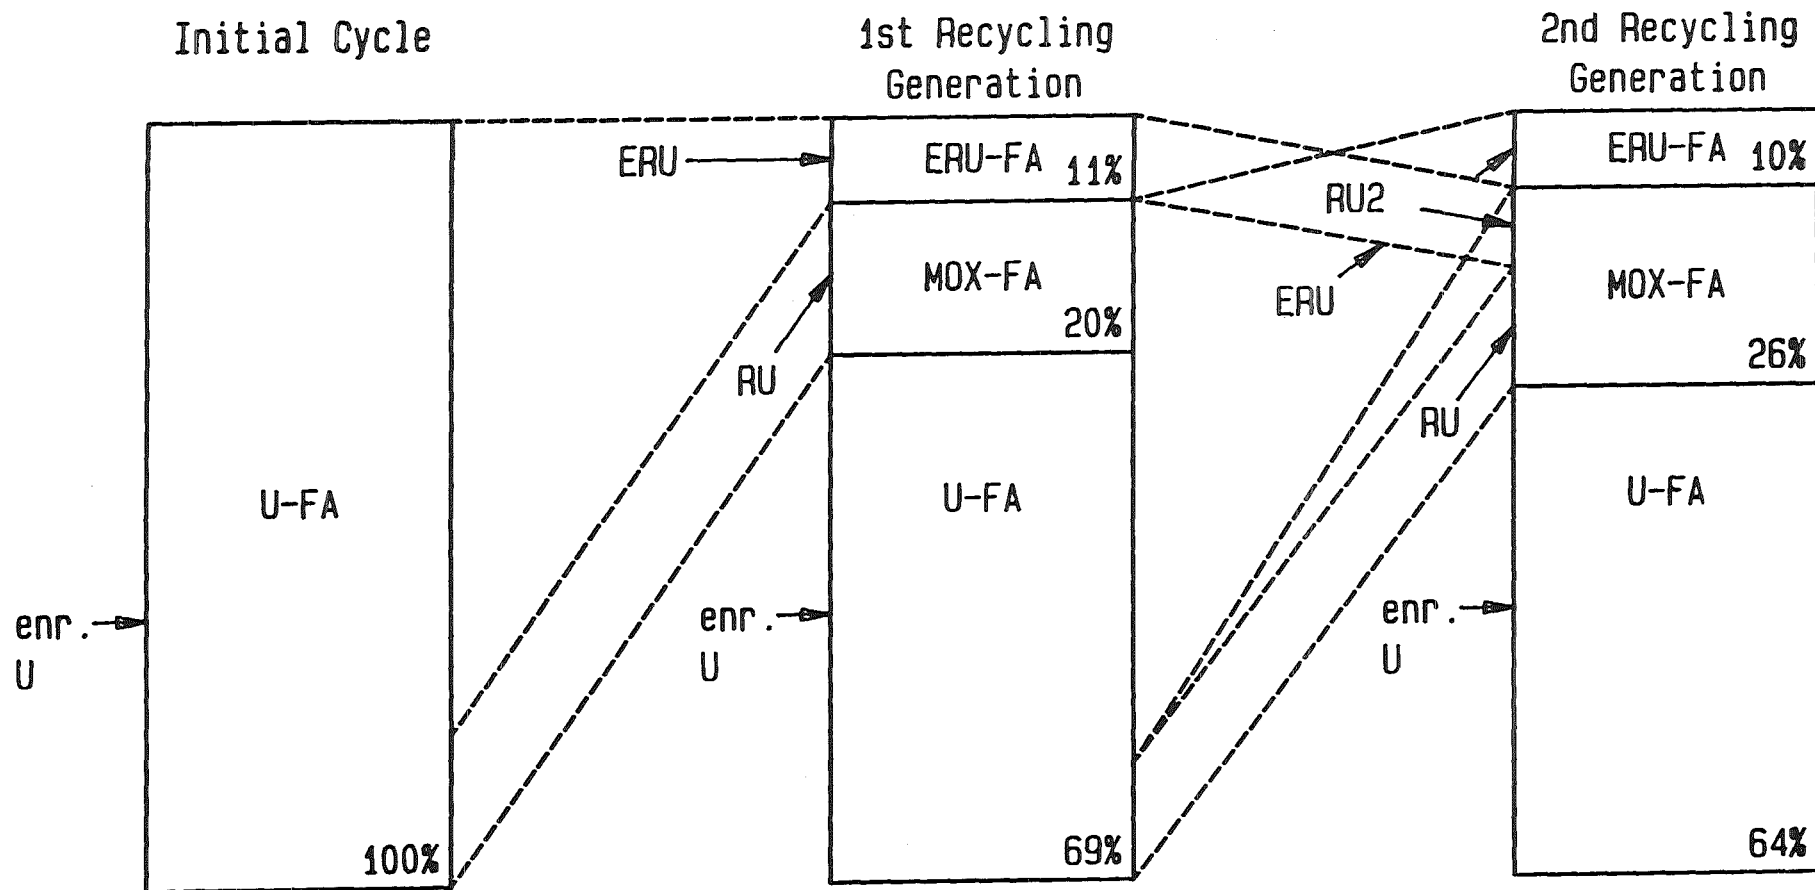 Initial Cycle
1st Recycling
Generation
2nd Recycling
Generation
ERU
ERU-FA 11%
RU2
ERU-FA 10%
MOX-FA
20%
ERU
MOX-FA
26%
RU
RU
U-FA
U-FA
U-FA
enr.
U
enr.
U
enr.
U
100%
69%
64%